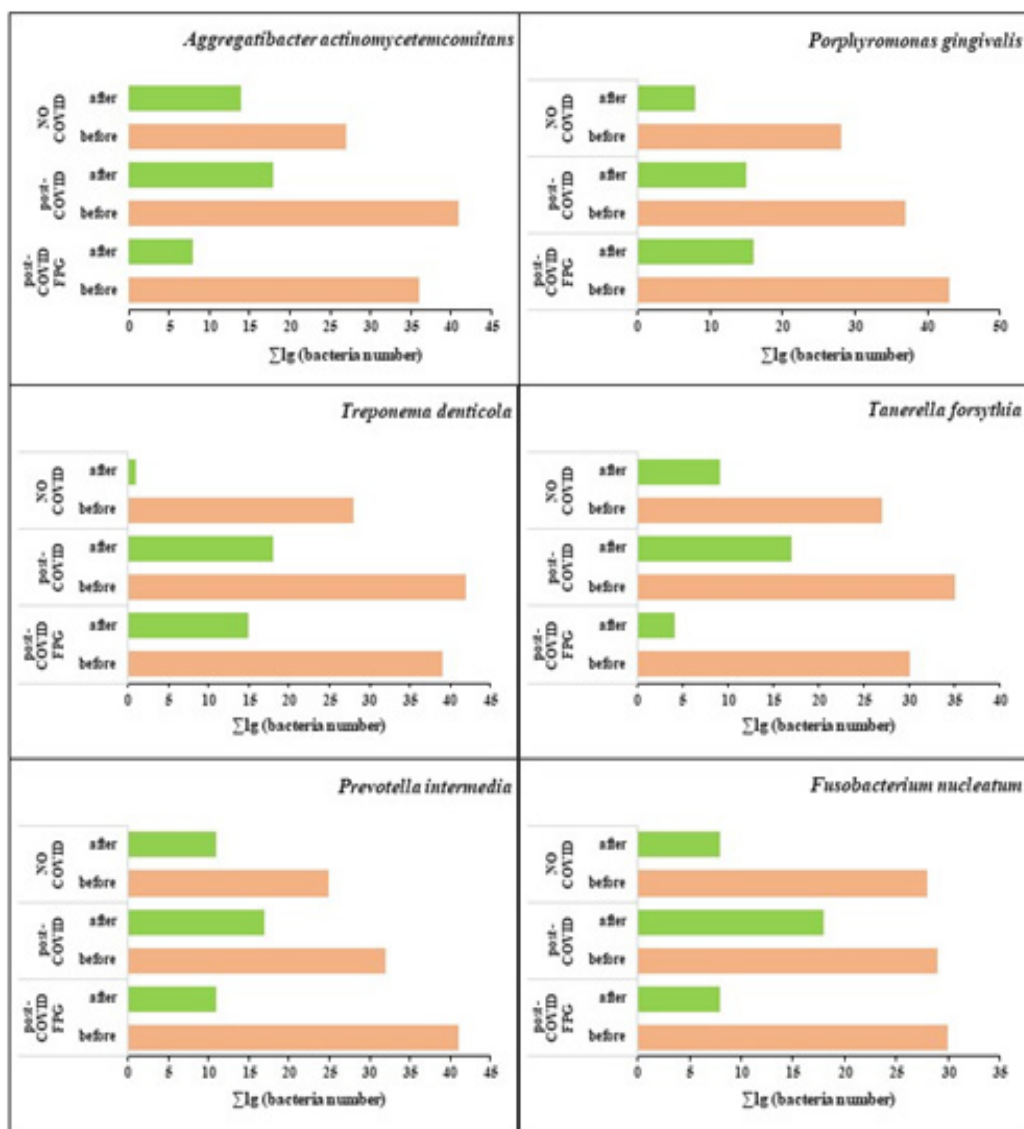 Aggregatibacter actinomycetemcomitans
NO
COVID
after
before
post-
COVID
after
before
post-
COVID
FPG
after
before
0 5 10 15 20 25 30 35 40 45
∑lg (bacteria number)
Porphyromonas gingivalis
NO
COVID
after
before
post-
COVID
after
before
post-
COVID
FPG
after
before
0 10 20 30 40 50
∑lg (bacteria number)
Treponema denticola
NO
COVID
after
before
post-
COVID
after
before
post-
COVID
FPG
after
before
0 5 10 15 20 25 30 35 40 45
∑lg (bacteria number)
Tanerella forsythia
NO
COVID
after
before
post-
COVID
after
before
post-
COVID
FPG
after
before
0 5 10 15 20 25 30 35 40
∑lg (bacteria number)
Prevotella intermedia
NO
COVID
after
before
post-
COVID
after
before
post-
COVID
FPG
after
before
0 5 10 15 20 25 30 35 40 45
∑lg (bacteria number)
Fusobacterium nucleatum
NO
COVID
after
before
post-
COVID
after
before
post-
COVID
FPG
after
before
0 5 10 15 20 25 30 35
∑lg (bacteria number)